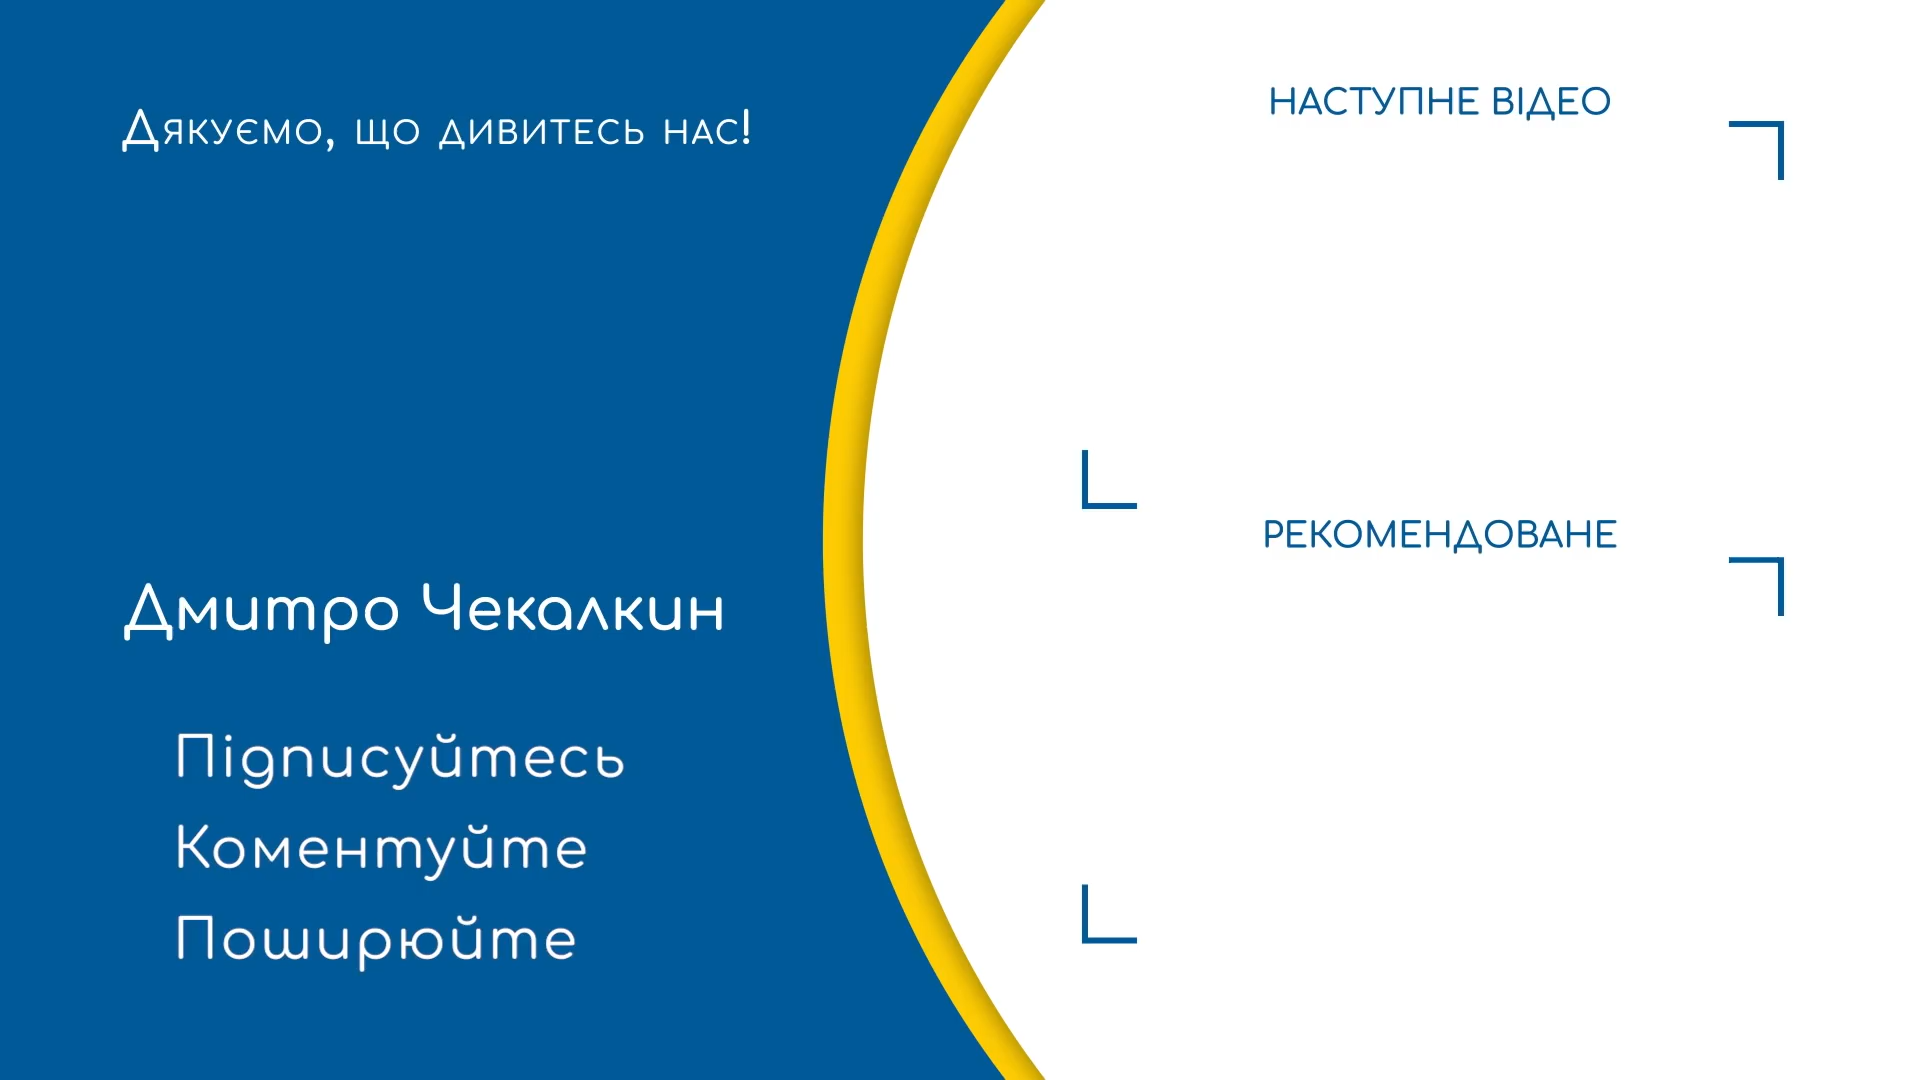 Дякуємо, що дивитесь нас!
Дмитро Чекалкин
Підписуйтесь
Коментуйте
Поширюйте
НАСТУПНЕ ВІДЕО
РЕКОМЕНДОВАНЕ